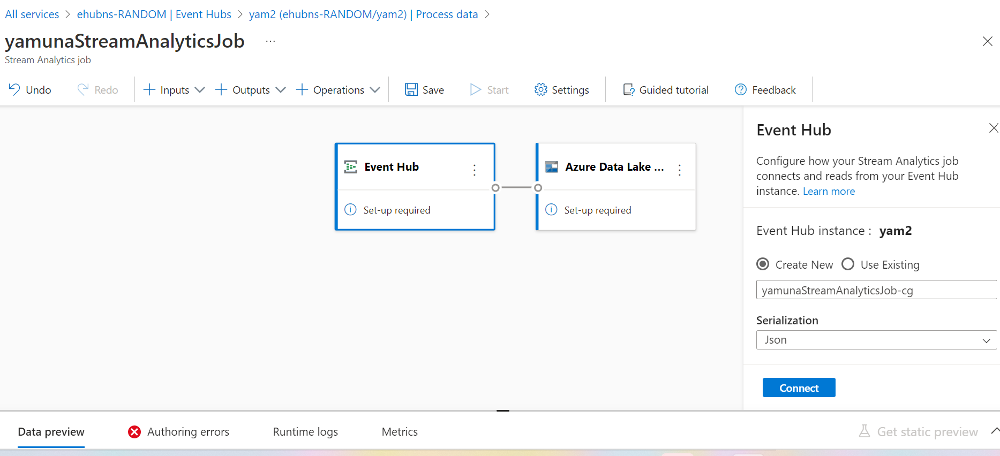 All services > ehubns-RANDOM | Event Hubs > yam2 (ehubns-RANDOM/yam2) | Process data >
yamunaStreamAnalyticsJob ...
Stream Analytics job
Undo Redo Inputs Outputs Operations Save Start Settings Guided tutorial Feedback
Event Hub
Set-up required
Azure Data Lake ...
Set-up required
Event Hub
Configure how your Stream Analytics job
connects and reads from your Event Hub
instance. Learn more
Event Hub instance : yam2
Create New Use Existing
yamunaStreamAnalyticsJob-cg
Serialization
Json
Connect
Data preview Authoring errors Runtime logs Metrics Get static preview